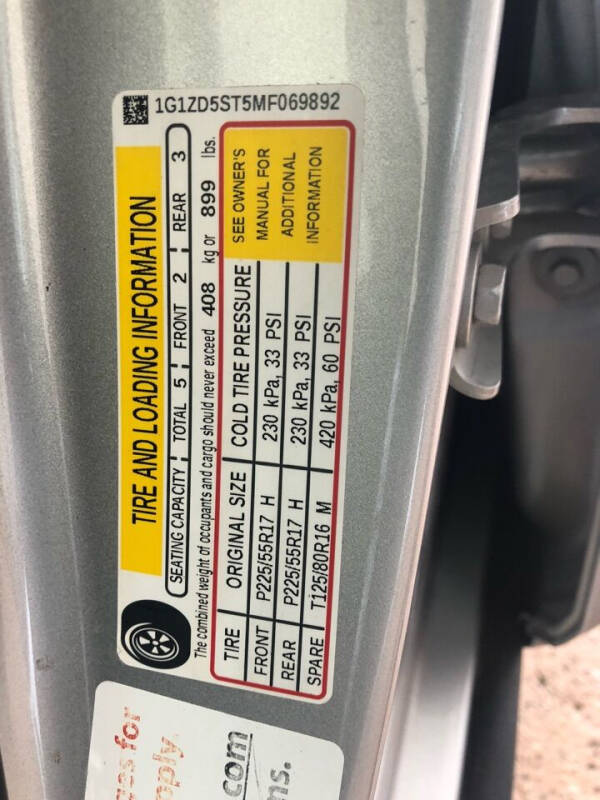 1G1ZD5ST5MF069892
TIRE AND LOADING INFORMATION
SEATING CAPACITY TOTAL 5 FRONT 2 REAR 3
The combined weight of occupants and cargo should never exceed 408 kg or 899 lbs.
TIRE ORIGINAL SIZE COLD TIRE PRESSURE SEE OWNER'S
FRONT P225/55R17 H 230 kPa, 33 PSI MANUAL FOR
REAR P225/55R17 H 230 kPa, 33 PSI ADDITIONAL
SPARE T125/80R16 M 420 kPa, 60 PSI INFORMATION
for
.com